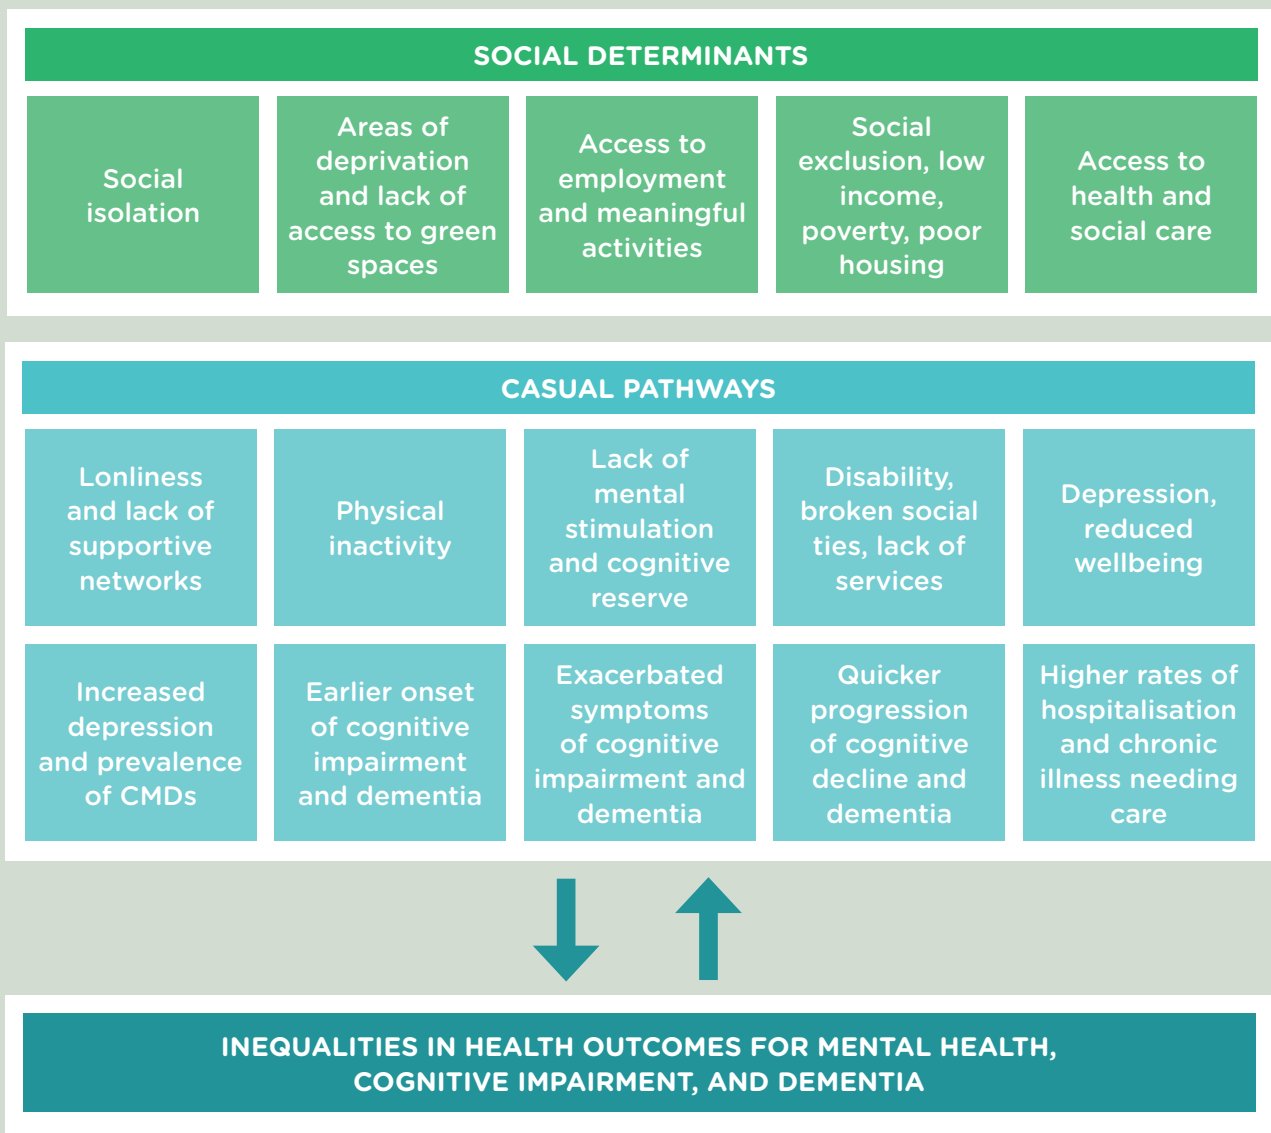 SOCIAL DETERMINANTS
Social
isolation
Areas of
deprivation
and lack of
access to green
spaces
Access to
employment
and meaningful
activities
Social
exclusion, low
income,
poverty, poor
housing
Access to
health and
social care
CASUAL PATHWAYS
Lonliness
and lack of
supportive
networks
Physical
inactivity
Lack of
mental
stimulation
and cognitive
reserve
Disability,
broken social
ties, lack of
services
Depression,
reduced
wellbeing
Increased
depression
and prevalence
of CMDs
Earlier onset
of cognitive
impairment
and dementia
Exacerbated
symptoms
of cognitive
impairment and
dementia
Quicker
progression
of cognitive
decline and
dementia
Higher rates of
hospitalisation
and chronic
illness needing
care
INEQUALITIES IN HEALTH OUTCOMES FOR MENTAL HEALTH,
COGNITIVE IMPAIRMENT, AND DEMENTIA